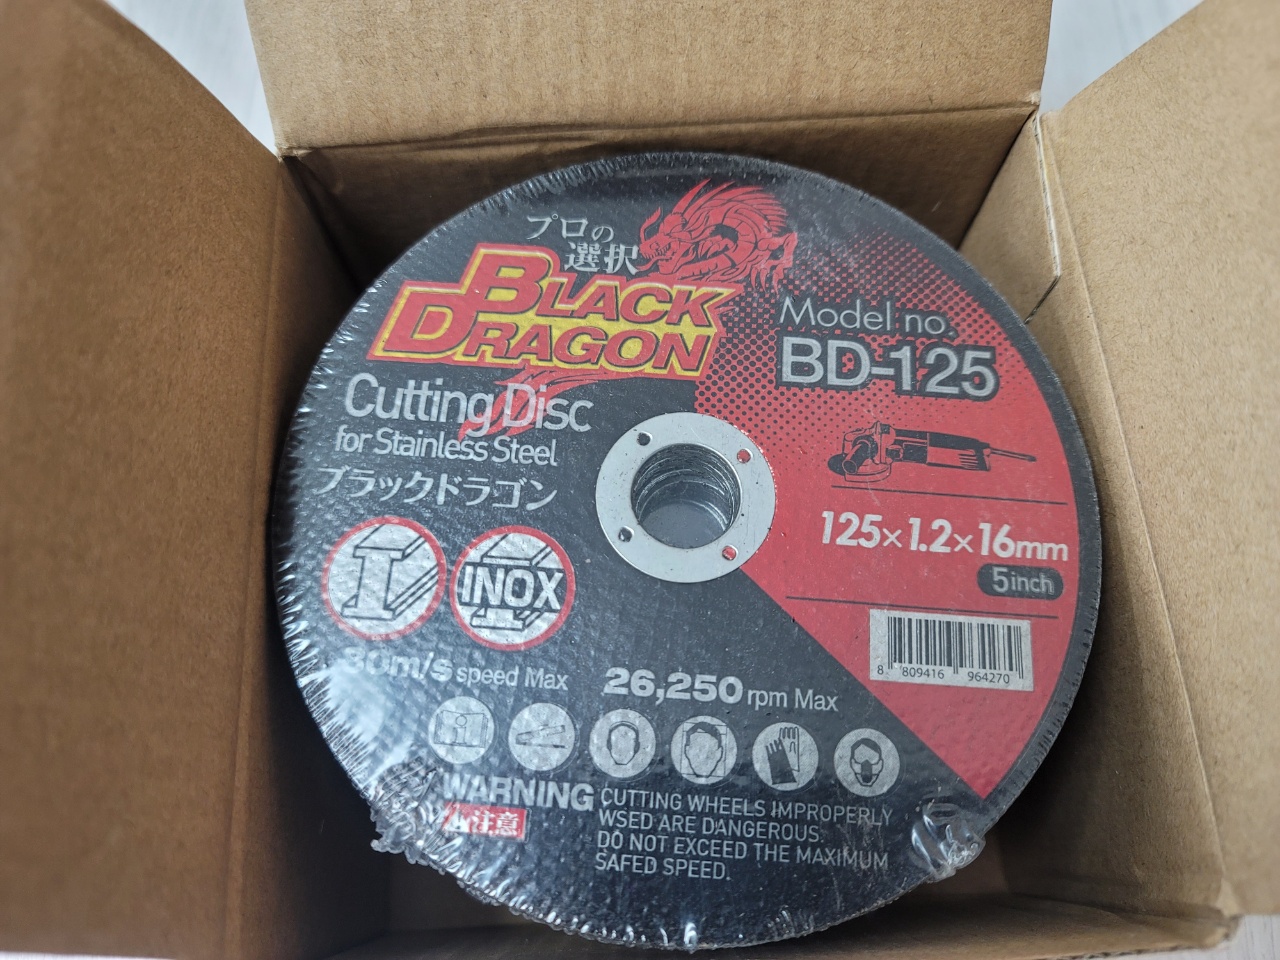 プロの
選択
BLACK
DRAGON
Cutting Disc
for Stainless Steel
ブラックドラゴン
Model no.
BD-125
125×1.2×16mm
5inch
INOX
8 809416 964270
80m/s speed Max
26,250 rpm Max
WARNING
注意
CUTTING WHEELS IMPROPERLY
WSED ARE DANGEROUS.
DO NOT EXCEED THE MAXIMUM
SAFED SPEED.